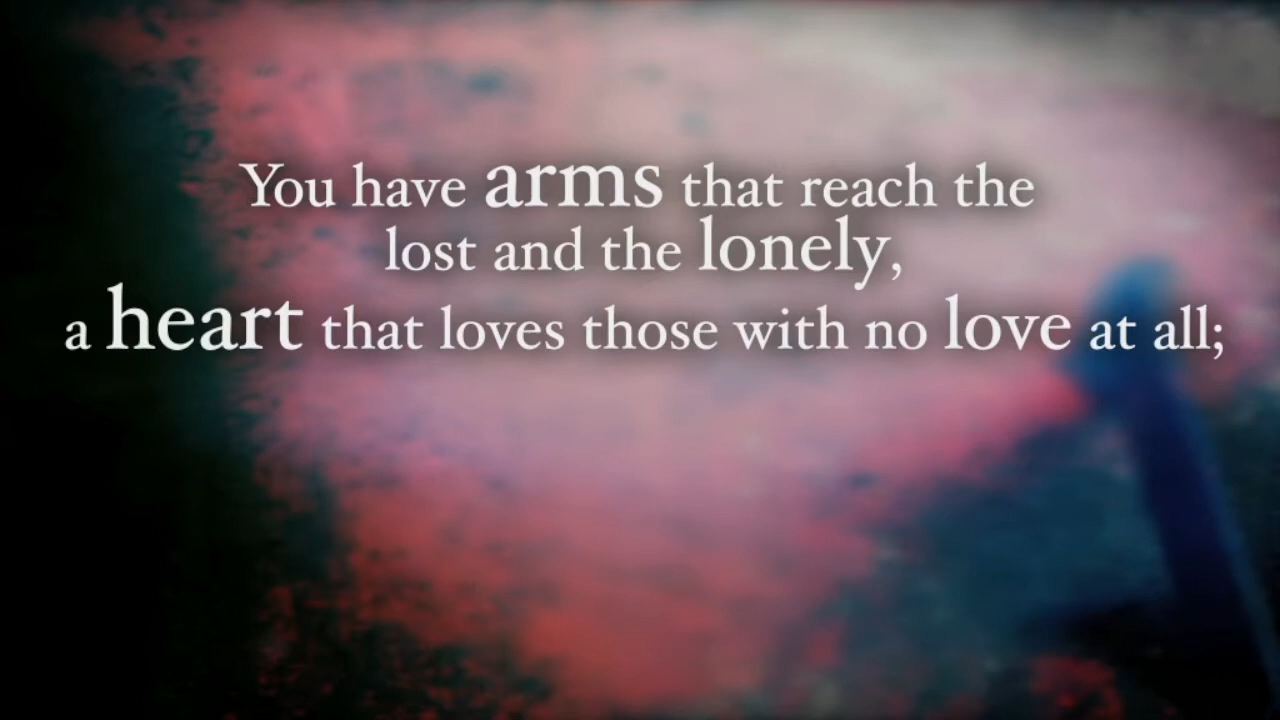 You have arms that reach the
lost and the lonely,
a heart that loves those with no love at all;